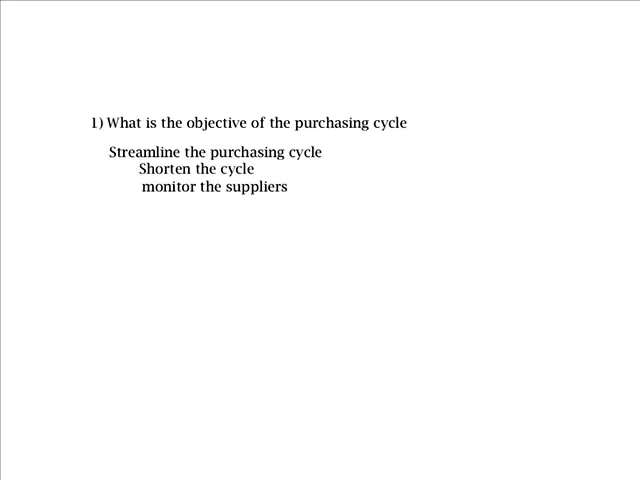 1) What is the objective of the purchasing cycle
Streamline the purchasing cycle
Shorten the cycle
monitor the suppliers